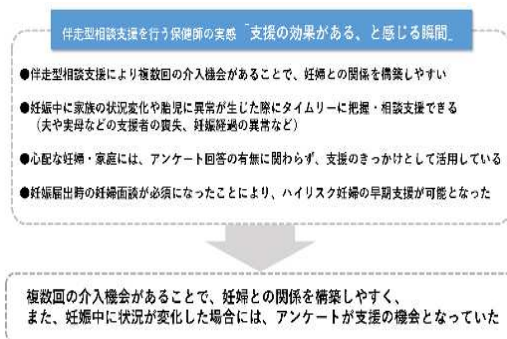 伴走型相談支援を行う保健師の実感 “支援の効果がある、と感じる瞬間”
●伴走型相談支援により複数回の介入機会があることで、妊婦との関係を構築しやすい
●妊娠中に家族の状況変化や胎児に異常が生じた際にタイムリーに把握・相談支援できる
（夫や実母などの支援者の喪失、妊娠経過の異常など）
●心配な妊婦・家庭には、アンケート回答の有無に関わらず、支援のきっかけとして活用している
●妊娠届出時の妊婦面談が必須になったことにより、ハイリスク妊婦の早期支援が可能となった
複数回の介入機会があることで、妊婦との関係を構築しやすく、
また、妊娠中に状況が変化した場合には、アンケートが支援の機会となっていた